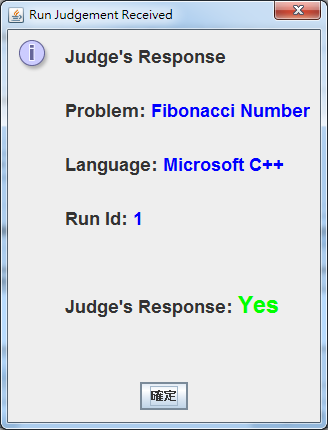 Run Judgement Received
Judge's Response
Problem: Fibonacci Number
Language: Microsoft C++
Run Id: 1
Judge's Response: Yes
確定